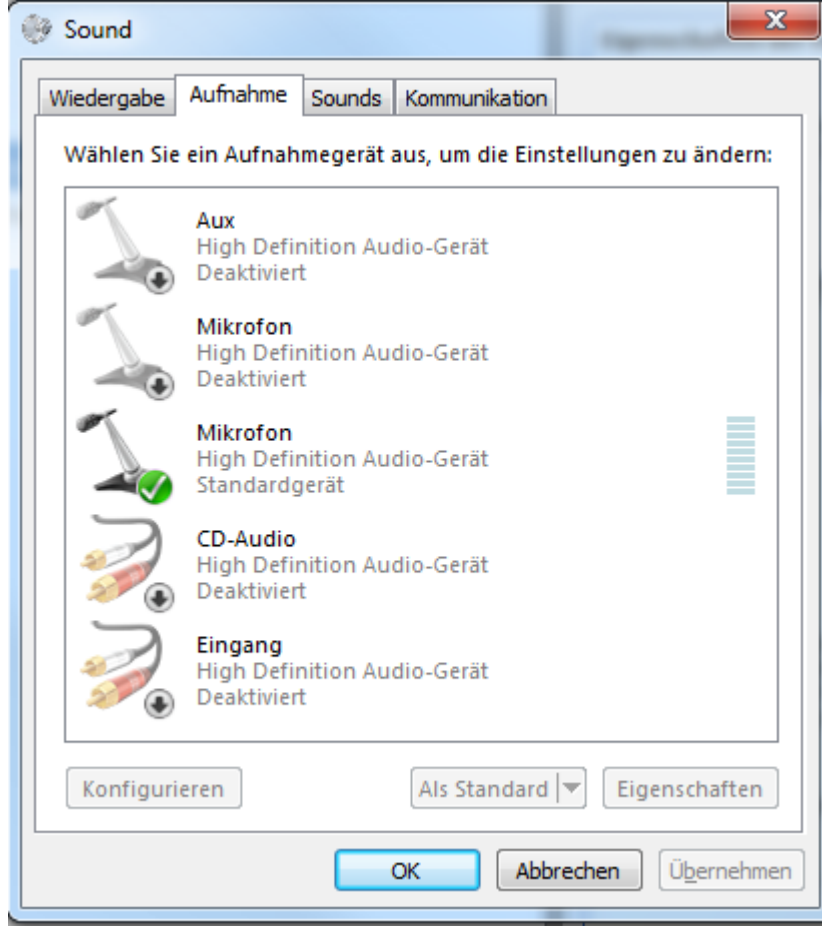 Sound
Wiedergabe Aufnahme Sounds Kommunikation
Wählen Sie ein Aufnahmegerät aus, um die Einstellungen zu ändern:
Aux
High Definition Audio-Gerät
Deaktiviert
Mikrofon
High Definition Audio-Gerät
Deaktiviert
Mikrofon
High Definition Audio-Gerät
Standardgerät
CD-Audio
High Definition Audio-Gerät
Deaktiviert
Eingang
High Definition Audio-Gerät
Deaktiviert
Konfigurieren Als Standard Eigenschaften
OK Abbrechen Übernehmen